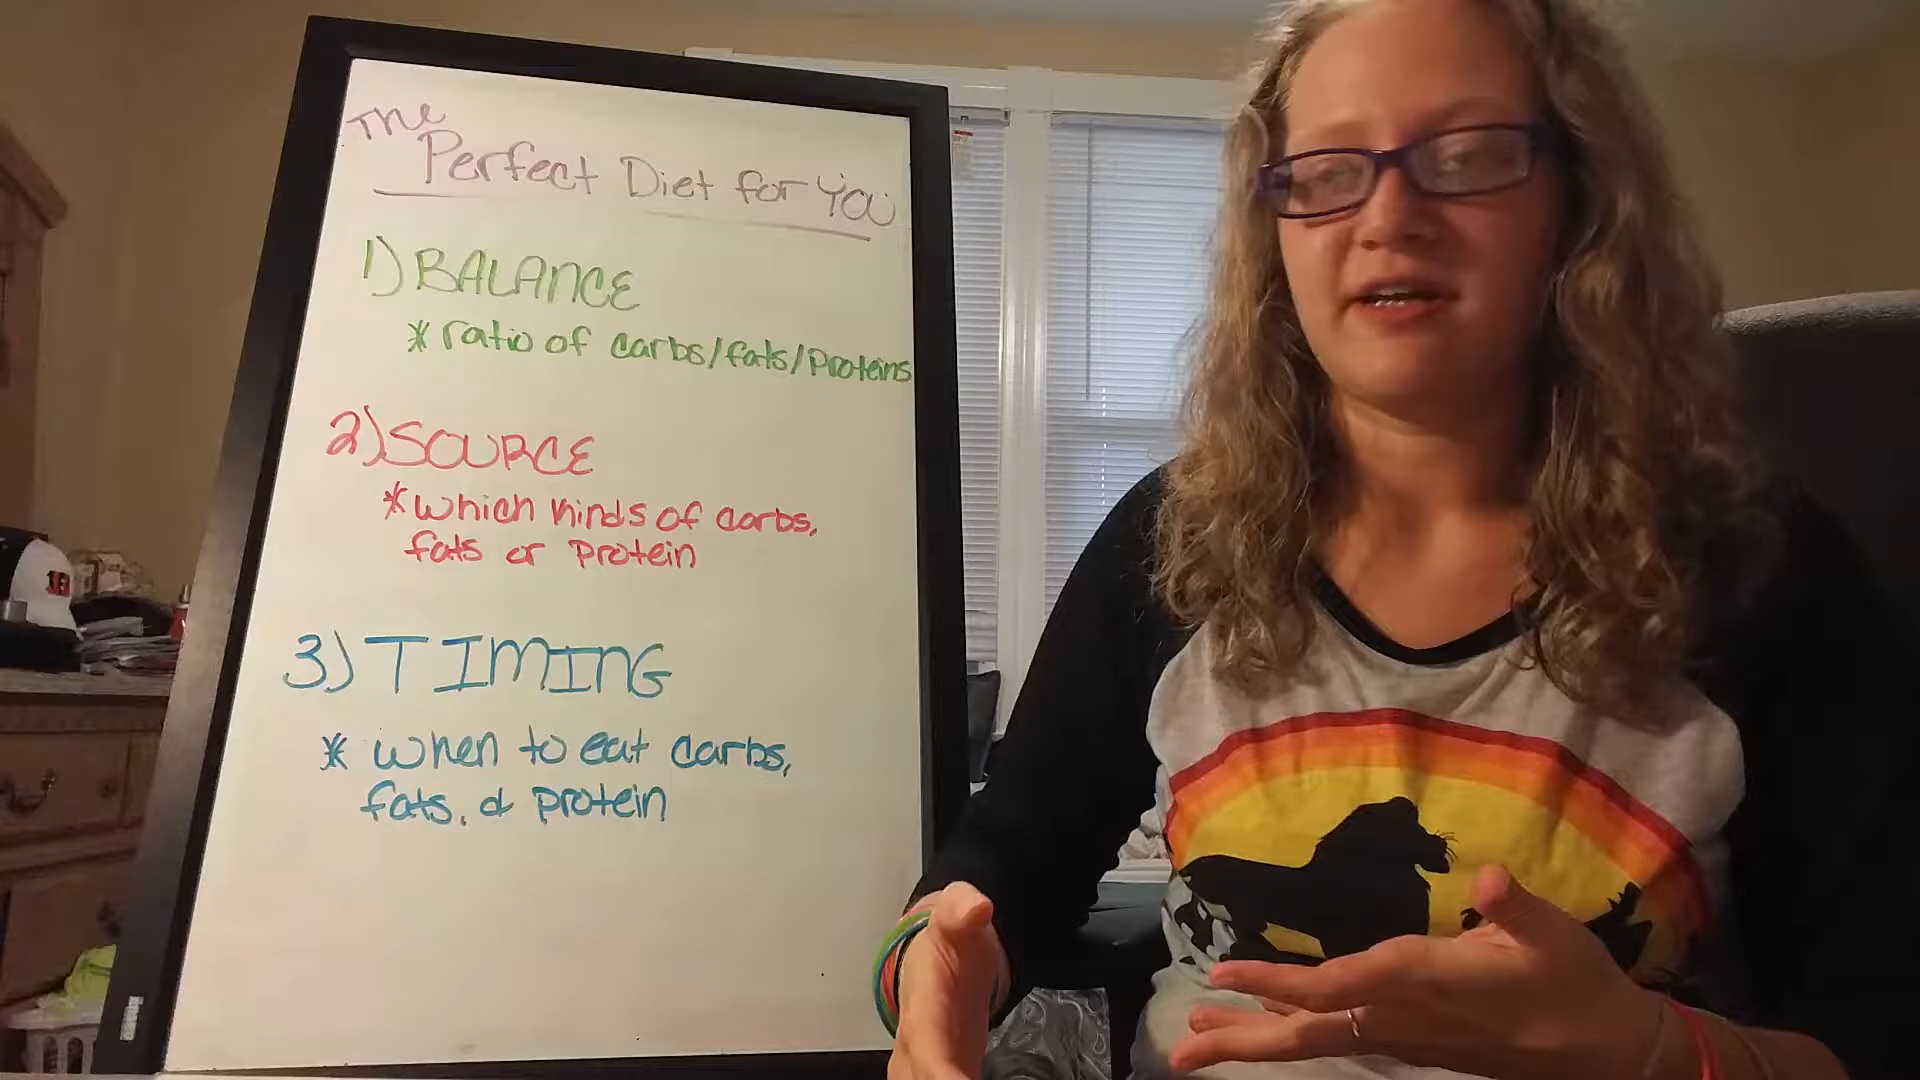 The
Perfect Diet for YOU
1) BALANCE
* ratio of carbs/fats/Proteins
2) SOURCE
* which kinds of carbs,
fats or protein
3) TIMING
* when to eat carbs,
fats, & protein